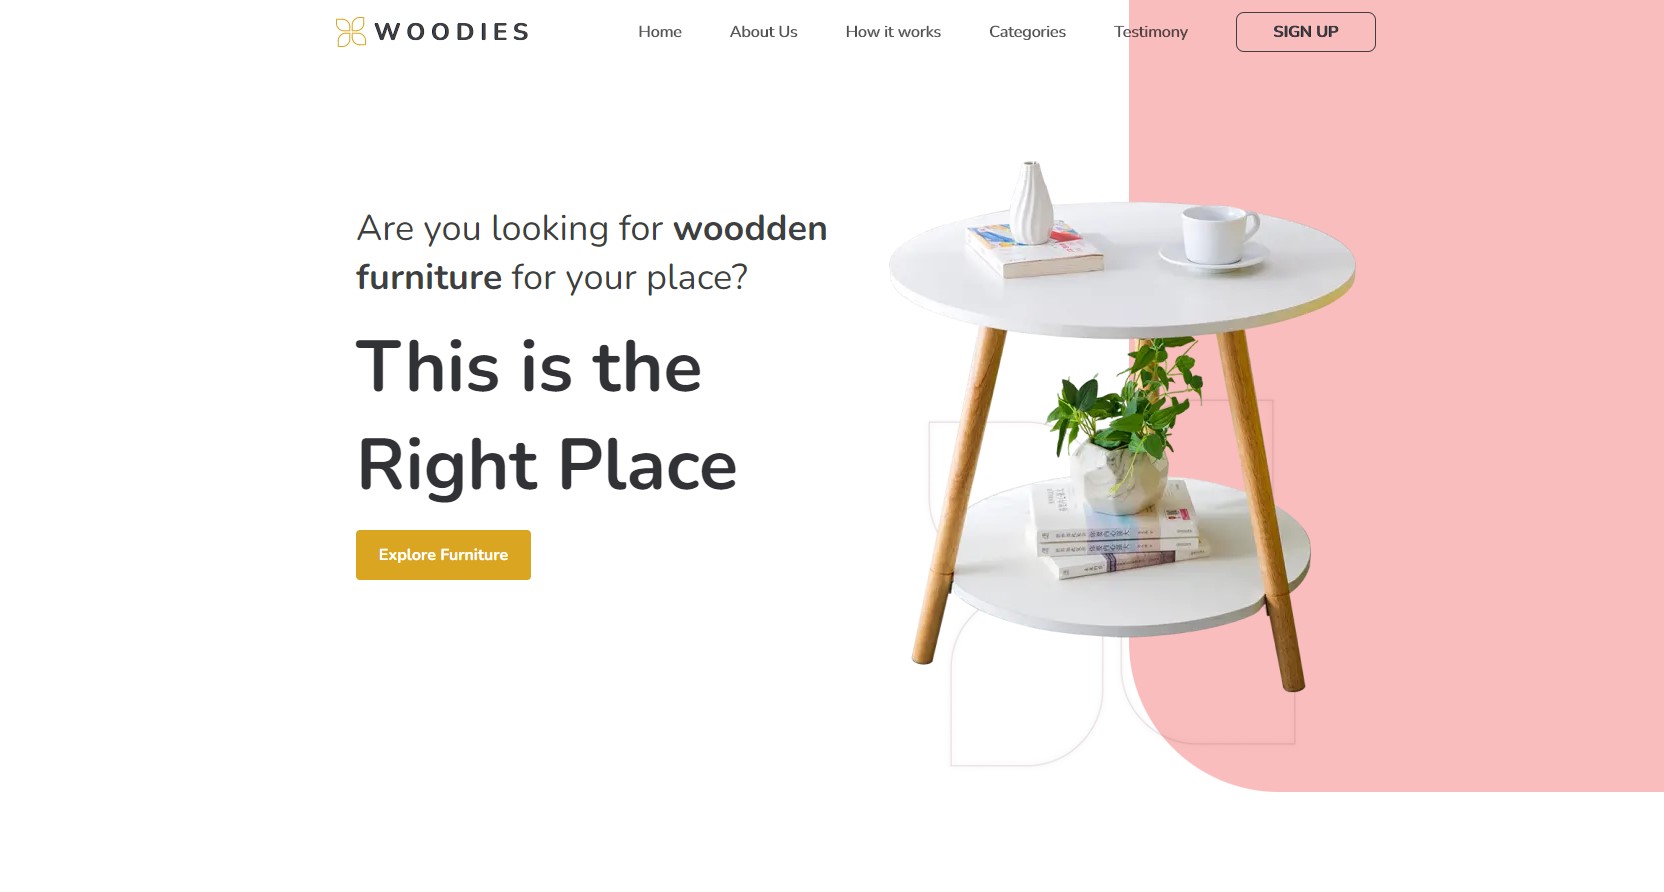 WOODIES
Home
About Us
How it works
Categories
Testimony
SIGN UP
Are you looking for woodden
furniture for your place?
This is the
Right Place
Explore Furniture